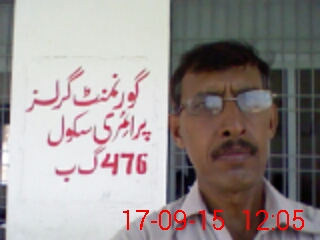 گورنمنٹ گرلز
پرائمری سکول
476 گ ب
17-09-15 12:05